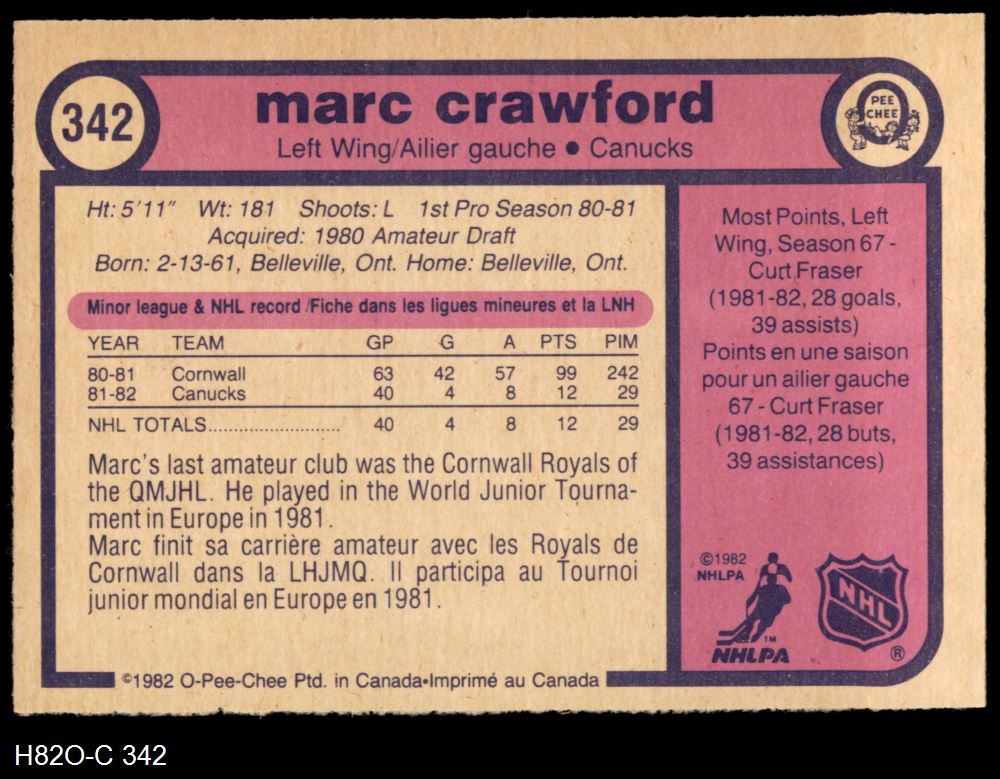 342
marc crawford
Left Wing/Ailier gauche • Canucks
PEE
CHEE
Ht: 5'11" Wt: 181 Shoots: L 1st Pro Season 80-81
Acquired: 1980 Amateur Draft
Born: 2-13-61, Belleville, Ont. Home: Belleville, Ont.
Minor league & NHL record /Fiche dans les ligues mineures et la LNH
YEAR TEAM GP G A PTS PIM
80-81 Cornwall 63 42 57 99 242
81-82 Canucks 40 4 8 12 29
NHL TOTALS........................ 40 4 8 12 29
Marc's last amateur club was the Cornwall Royals of
the QMJHL. He played in the World Junior Tourna-
ment in Europe in 1981.
Marc finit sa carrière amateur avec les Royals de
Cornwall dans la LHJMQ. Il participa au Tournoi
junior mondial en Europe en 1981.
Most Points, Left
Wing, Season 67 -
Curt Fraser
(1981-82, 28 goals,
39 assists)
Points en une saison
pour un ailier gauche
67 - Curt Fraser
(1981-82, 28 buts,
39 assistances)
©1982
NHLPA
TM
NHLPA
NHL
®
©1982 O-Pee-Chee Ptd. in Canada•Imprimé au Canada
H82O-C 342